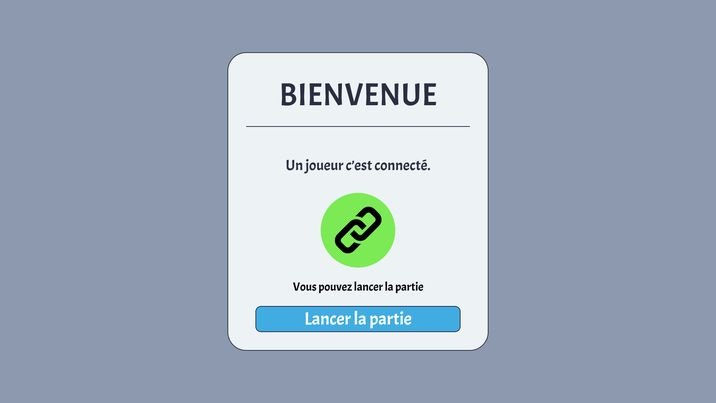 BIENVENUE
Un joueur c'est connecté.
Vous pouvez lancer la partie
Lancer la partie